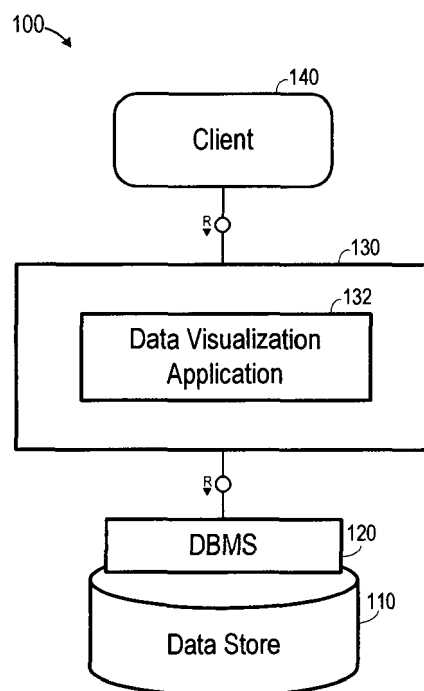 100
140
Client
R
130
132
Data Visualization
Application
R
DBMS
120
110
Data Store